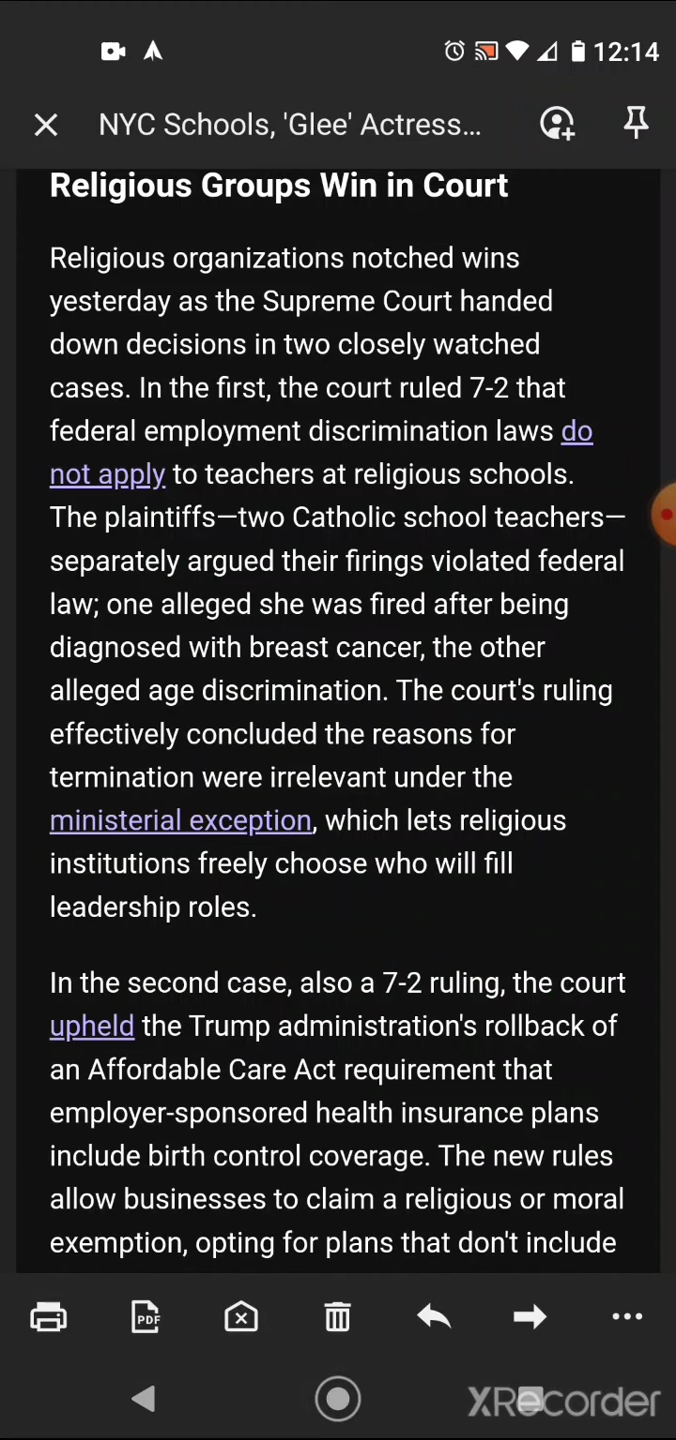 12:14
NYC Schools, 'Glee' Actress...
Religious Groups Win in Court
Religious organizations notched wins
yesterday as the Supreme Court handed
down decisions in two closely watched
cases. In the first, the court ruled 7-2 that
federal employment discrimination laws do
not apply to teachers at religious schools.
The plaintiffs—two Catholic school teachers—
separately argued their firings violated federal
law; one alleged she was fired after being
diagnosed with breast cancer, the other
alleged age discrimination. The court's ruling
effectively concluded the reasons for
termination were irrelevant under the
ministerial exception, which lets religious
institutions freely choose who will fill
leadership roles.
In the second case, also a 7-2 ruling, the court
upheld the Trump administration's rollback of
an Affordable Care Act requirement that
employer-sponsored health insurance plans
include birth control coverage. The new rules
allow businesses to claim a religious or moral
exemption, opting for plans that don't include
PDF
XRecorder